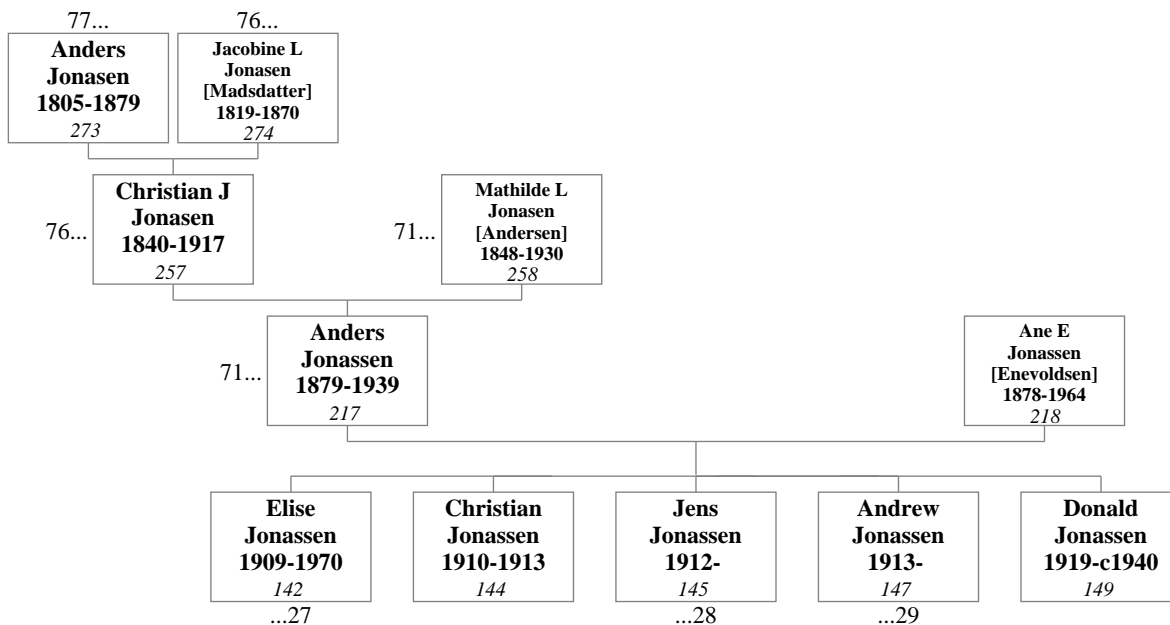 77...
76...
Anders
Jonasen
1805-1879
273
Jacobine L
Jonasen
[Madsdatter]
1819-1870
274
76...
Christian J
Jonasen
1840-1917
257
71...
Mathilde L
Jonasen
[Andersen]
1848-1930
258
71...
Anders
Jonassen
1879-1939
217
Ane E
Jonassen
[Enevoldsen]
1878-1964
218
Elise
Jonassen
1909-1970
142
...27
Christian
Jonassen
1910-1913
144
Jens
Jonassen
1912-
145
...28
Andrew
Jonassen
1913-
147
...29
Donald
Jonassen
1919-c1940
149